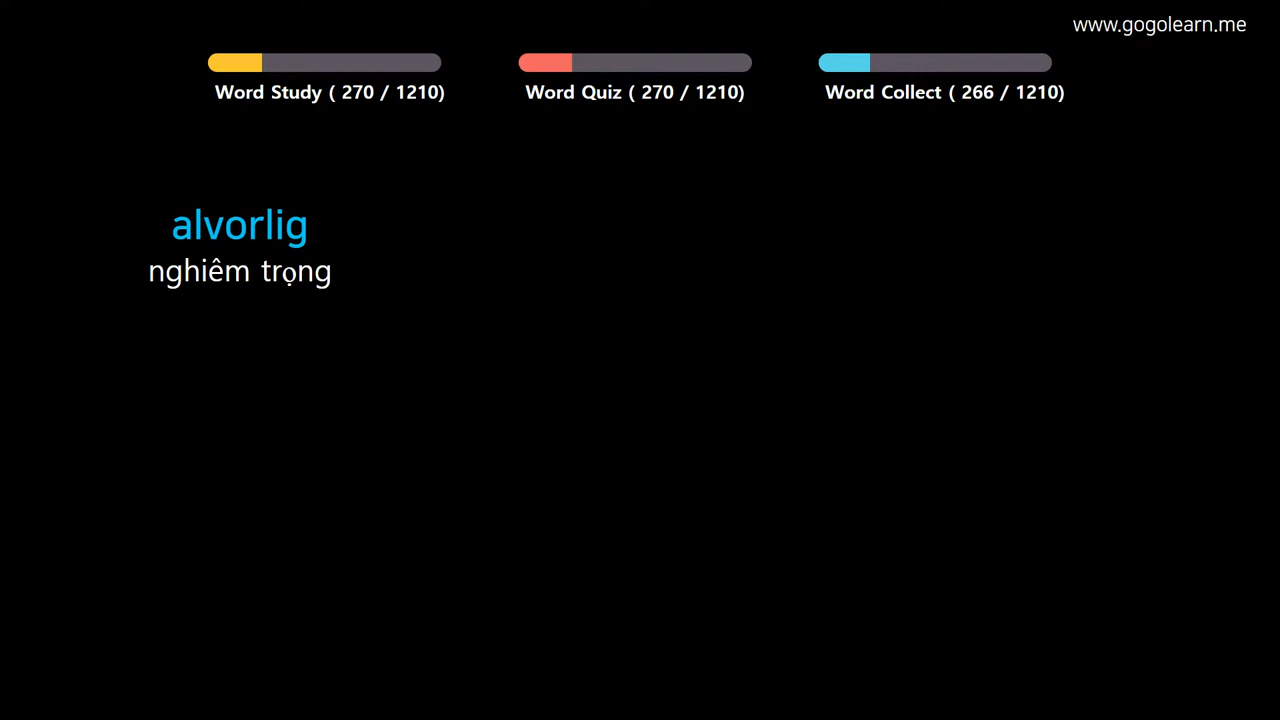 www.gogolearn.me
Word Study ( 270 / 1210)
Word Quiz ( 270 / 1210)
Word Collect ( 266 / 1210)
alvorlig
nghiêm trọng